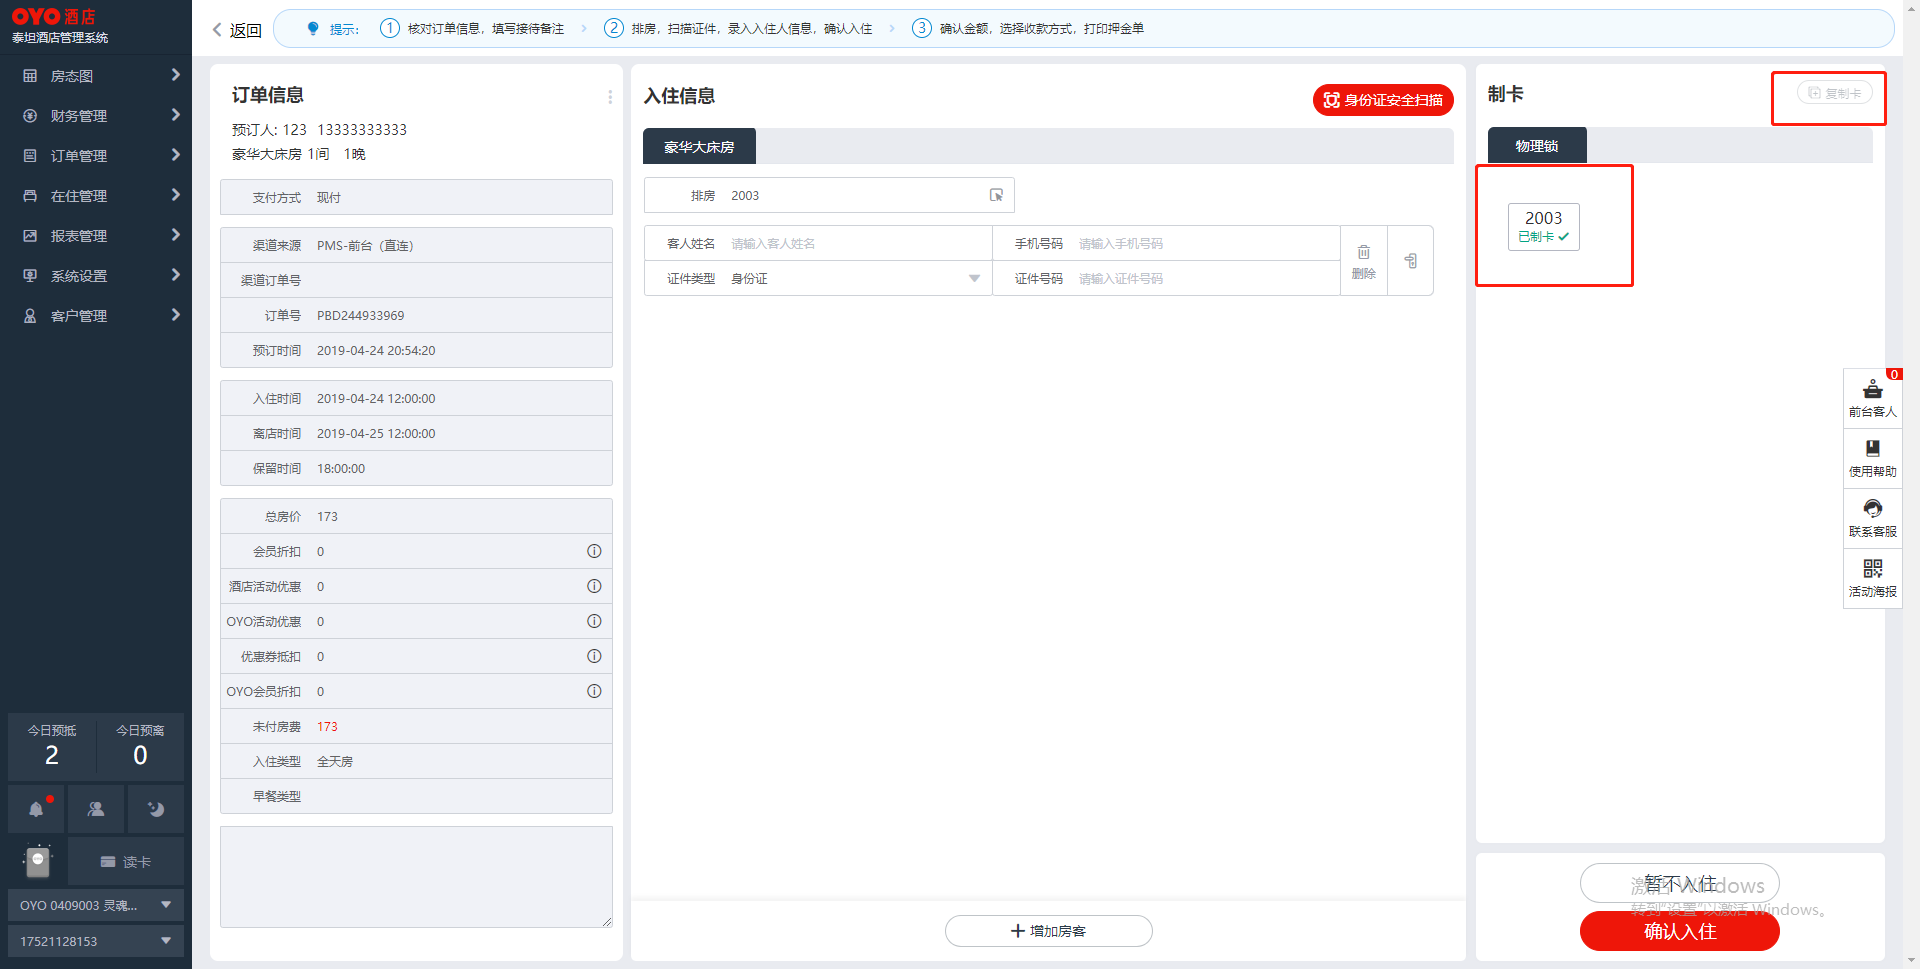 OYO 酒店
泰坦酒店管理系统
房态图
财务管理
订单管理
在住管理
报表管理
系统设置
客户管理
今日预抵
2
今日预离
0
读卡
OYO 0409003 灵魂...
17521128153
返回
提示:
1 核对订单信息，填写接待备注
2 排房，扫描证件，录入入住人信息，确认入住
3 确认金额，选择收款方式，打印押金单
订单信息
预订人: 123 13333333333
豪华大床房 1间 1晚
支付方式 现付
渠道来源 PMS-前台（直连）
渠道订单号
订单号 PBD244933969
预订时间 2019-04-24 20:54:20
入住时间 2019-04-24 12:00:00
离店时间 2019-04-25 12:00:00
保留时间 18:00:00
总房价 173
会员折扣 0
酒店活动优惠 0
OYO活动优惠 0
优惠券抵扣 0
OYO会员折扣 0
未付房费 173
入住类型 全天房
早餐类型
入住信息
身份证安全扫描
豪华大床房
排房 2003
客人姓名 请输入客人姓名
手机号码 请输入手机号码
证件类型 身份证
证件号码 请输入证件号码
删除
增加房客
制卡
复制卡
物理锁
2003
已制卡
0
前台客人
使用帮助
联系客服
活动海报
暂不入住
激活 Windows
转到"设置"以激活 Windows。
确认入住